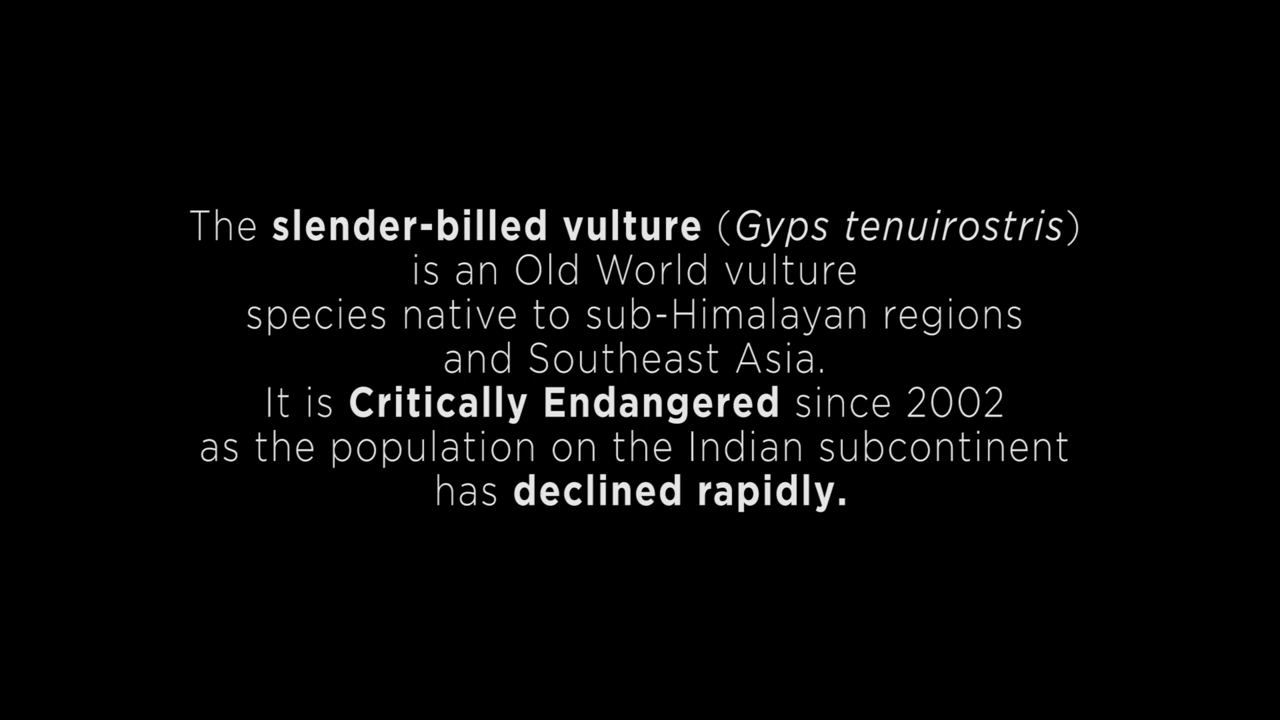 The slender-billed vulture (Gyps tenuirostris)
is an Old World vulture
species native to sub-Himalayan regions
and Southeast Asia.
It is Critically Endangered since 2002
as the population on the Indian subcontinent
has declined rapidly.